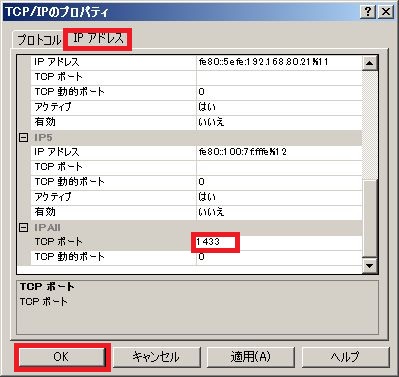 TCP/IPのプロパティ
プロトコル IP アドレス
IP アドレス fe80::5efe:192.168.80.21%11
TCP ポート
TCP 動的ポート 0
アクティブ はい
有効 いいえ
IP5
IP アドレス fe80::100:7f:fffe%12
TCP ポート
TCP 動的ポート 0
アクティブ はい
有効 いいえ
IPAll
TCP ポート 1433
TCP 動的ポート 0
TCP ポート
TCP ポート
OK キャンセル 適用(A) ヘルプ